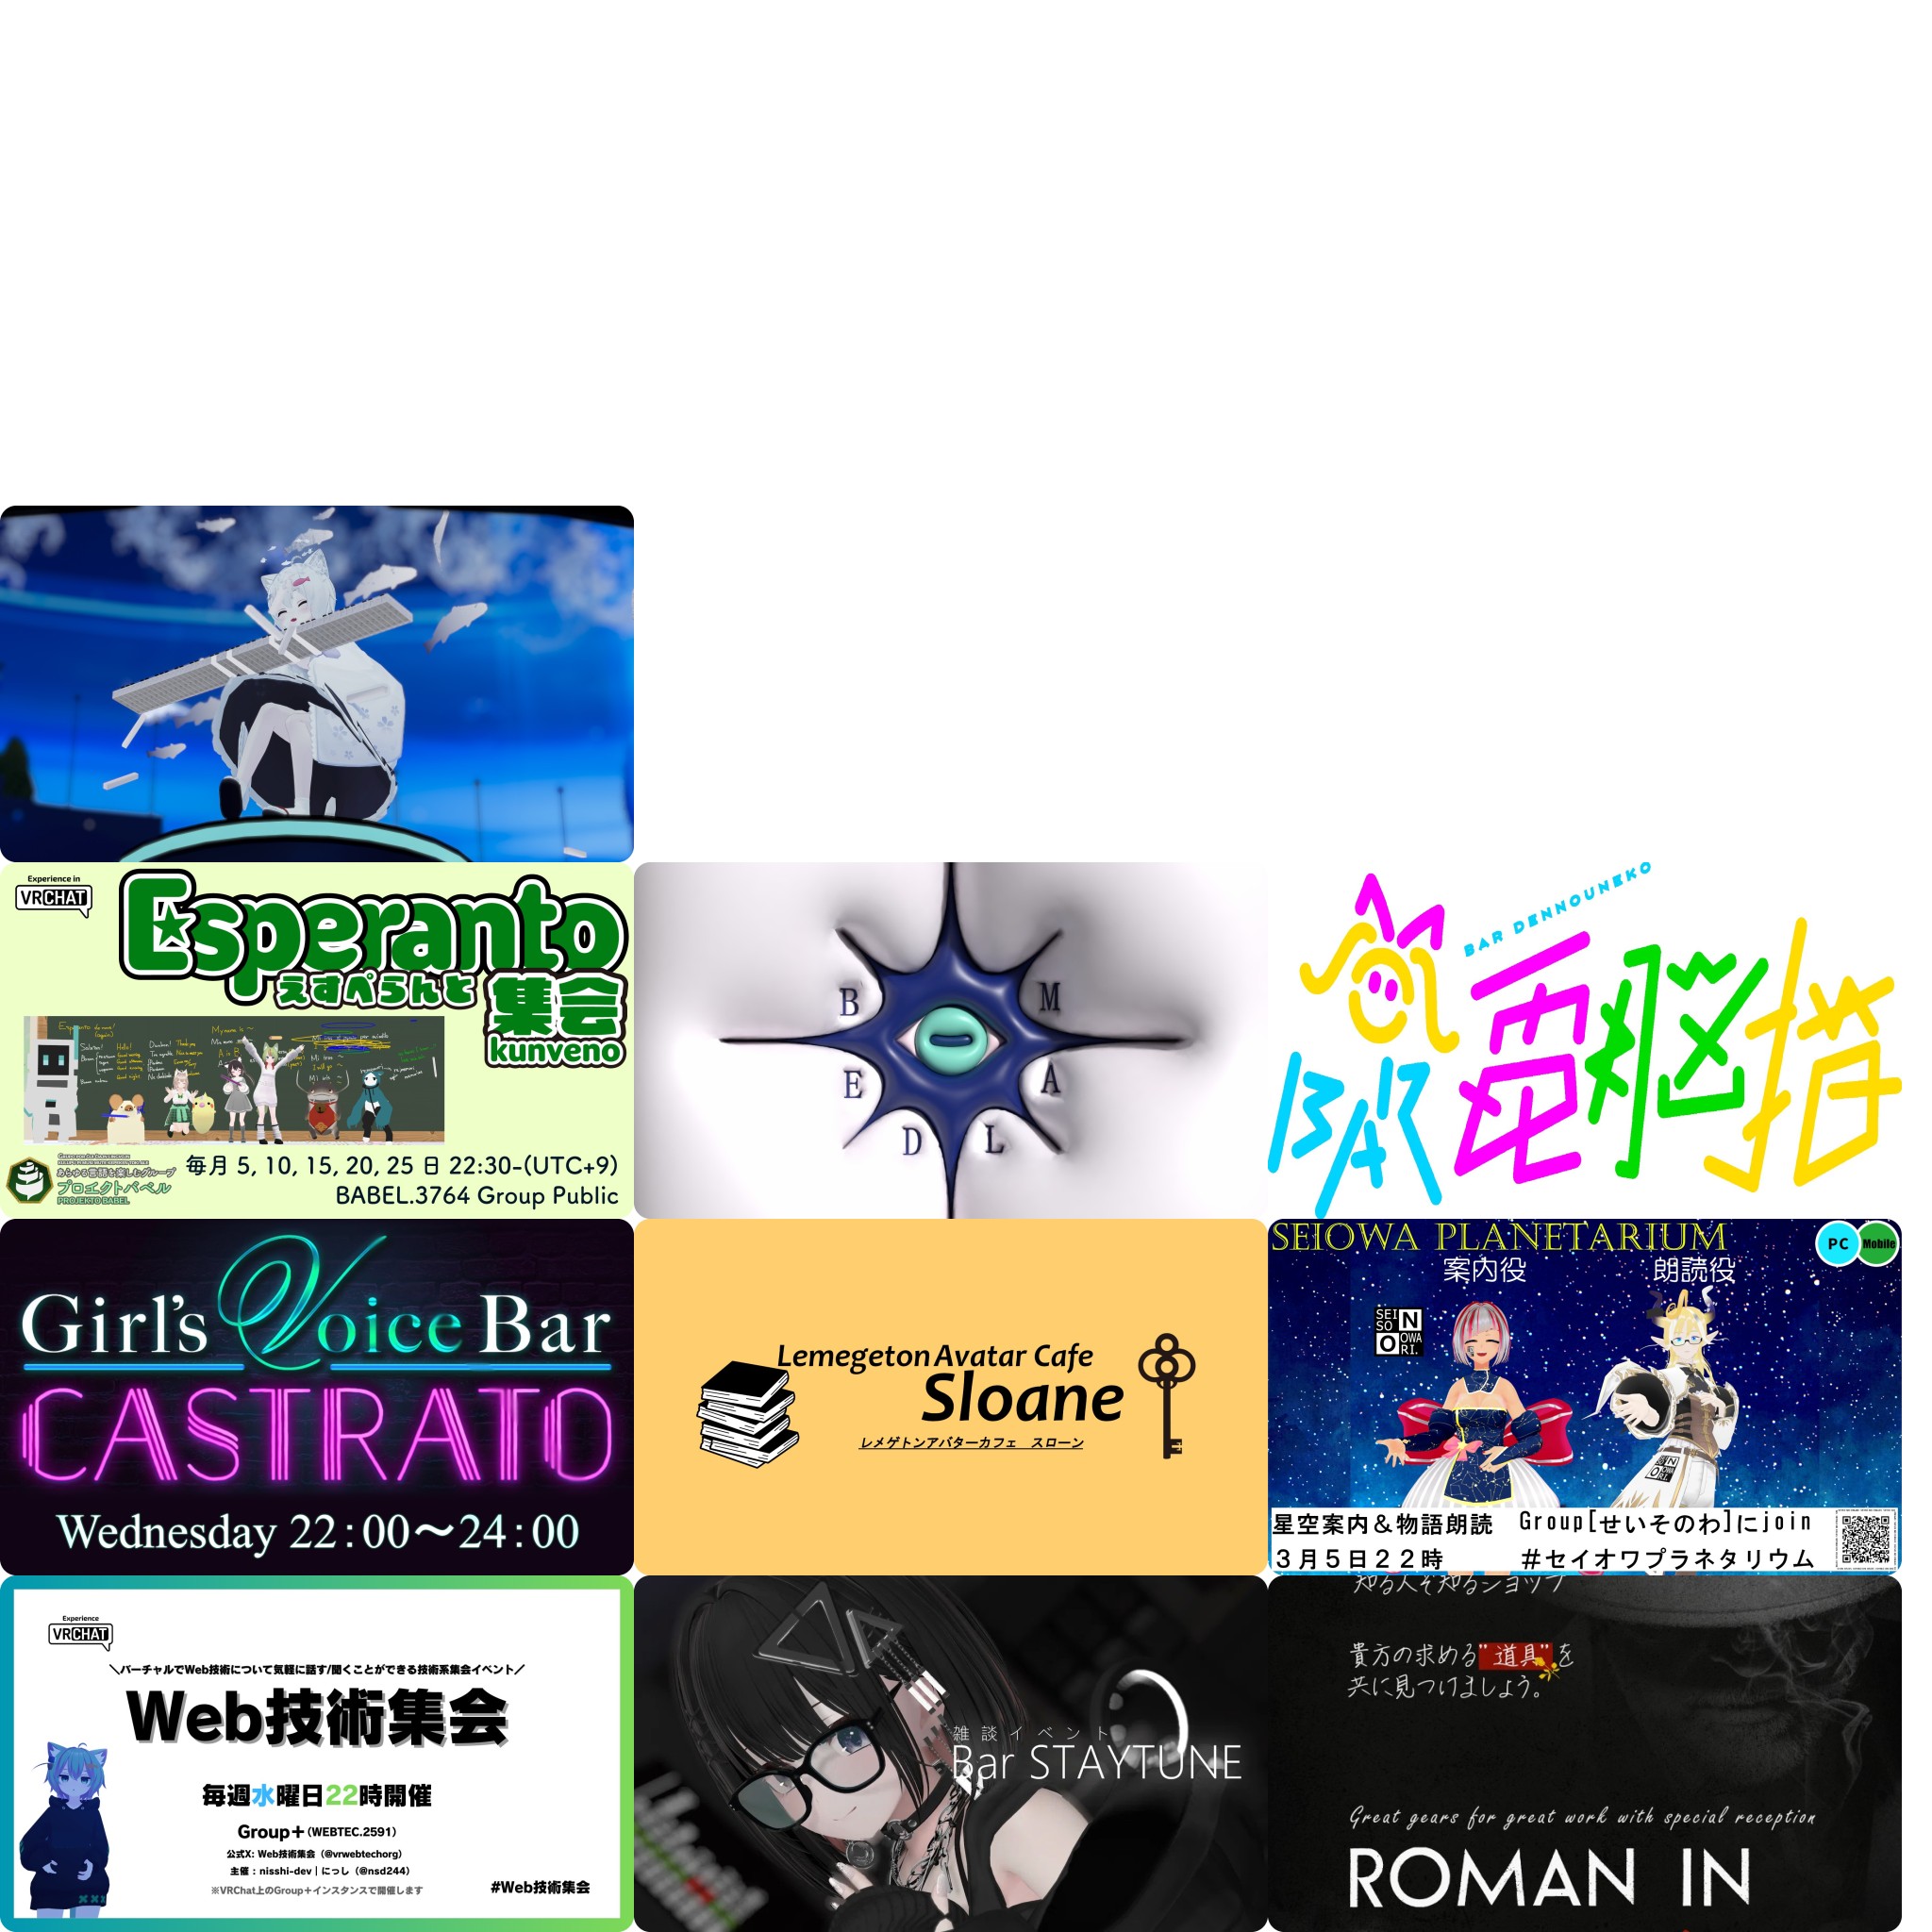 Experience in
VRCHAT
Esperanto
えすぺらんと 集会
kunveno
あらゆる言語を楽しむグループ
プロエクトバベル
PROJEKTO BABEL
毎月 5, 10, 15, 20, 25 日 22:30-(UTC+9)
BABEL.3764 Group Public
B M
E A
D L
BAR DENNOUNEKO
BAR 電脳猫
Girl's Voice Bar
CASTRATO
Wednesday 22:00〜24:00
Lemegeton Avatar Cafe
Sloane
レメゲトンアバターカフェ スローン
SEIOWA PLANETARIUM
PC Mobile
案内役 朗読役
SEI N
SO
O OWA
RI.
星空案内&物語朗読 Group[せいそのわ]にjoin
3月5日22時 #セイオワプラネタリウム
Experience
VRCHAT
\バーチャルでWeb技術について気軽に話す/聞くことができる技術系集会イベント/
Web技術集会
毎週水曜日22時開催
Group+(WEBTEC.2591)
公式X: Web技術集会(@vrwebtechorg)
主催:nisshi-dev|にっし(@nsd244)
※VRChat上のGroup+インスタンスで開催します
#Web技術集会
雑談イベント
Bar STAYTUNE
知る人ぞ知るショップ
貴方の求める"道具"を
共に見つけましょう。
Great gears for great work with special reception
ROMAN IN